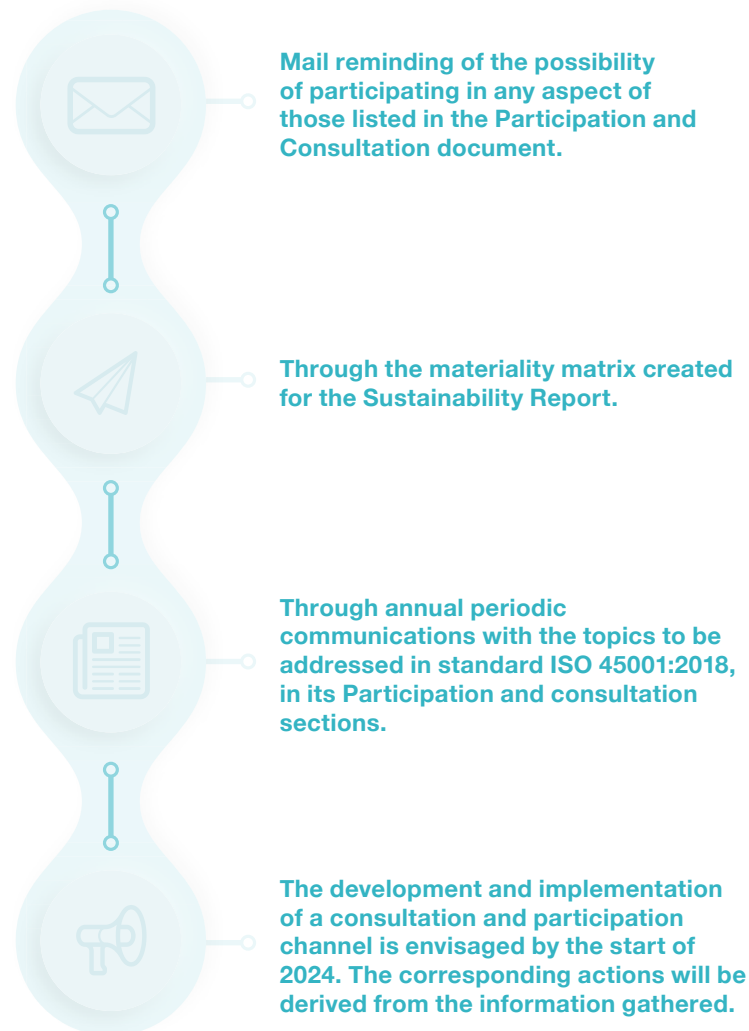 Mail reminding of the possibility
of participating in any aspect of
those listed in the Participation and
Consultation document.
Through the materiality matrix created
for the Sustainability Report.
Through annual periodic
communications with the topics to be
addressed in standard ISO 45001:2018,
in its Participation and consultation
sections.
The development and implementation
of a consultation and participation
channel is envisaged by the start of
2024. The corresponding actions will be
derived from the information gathered.